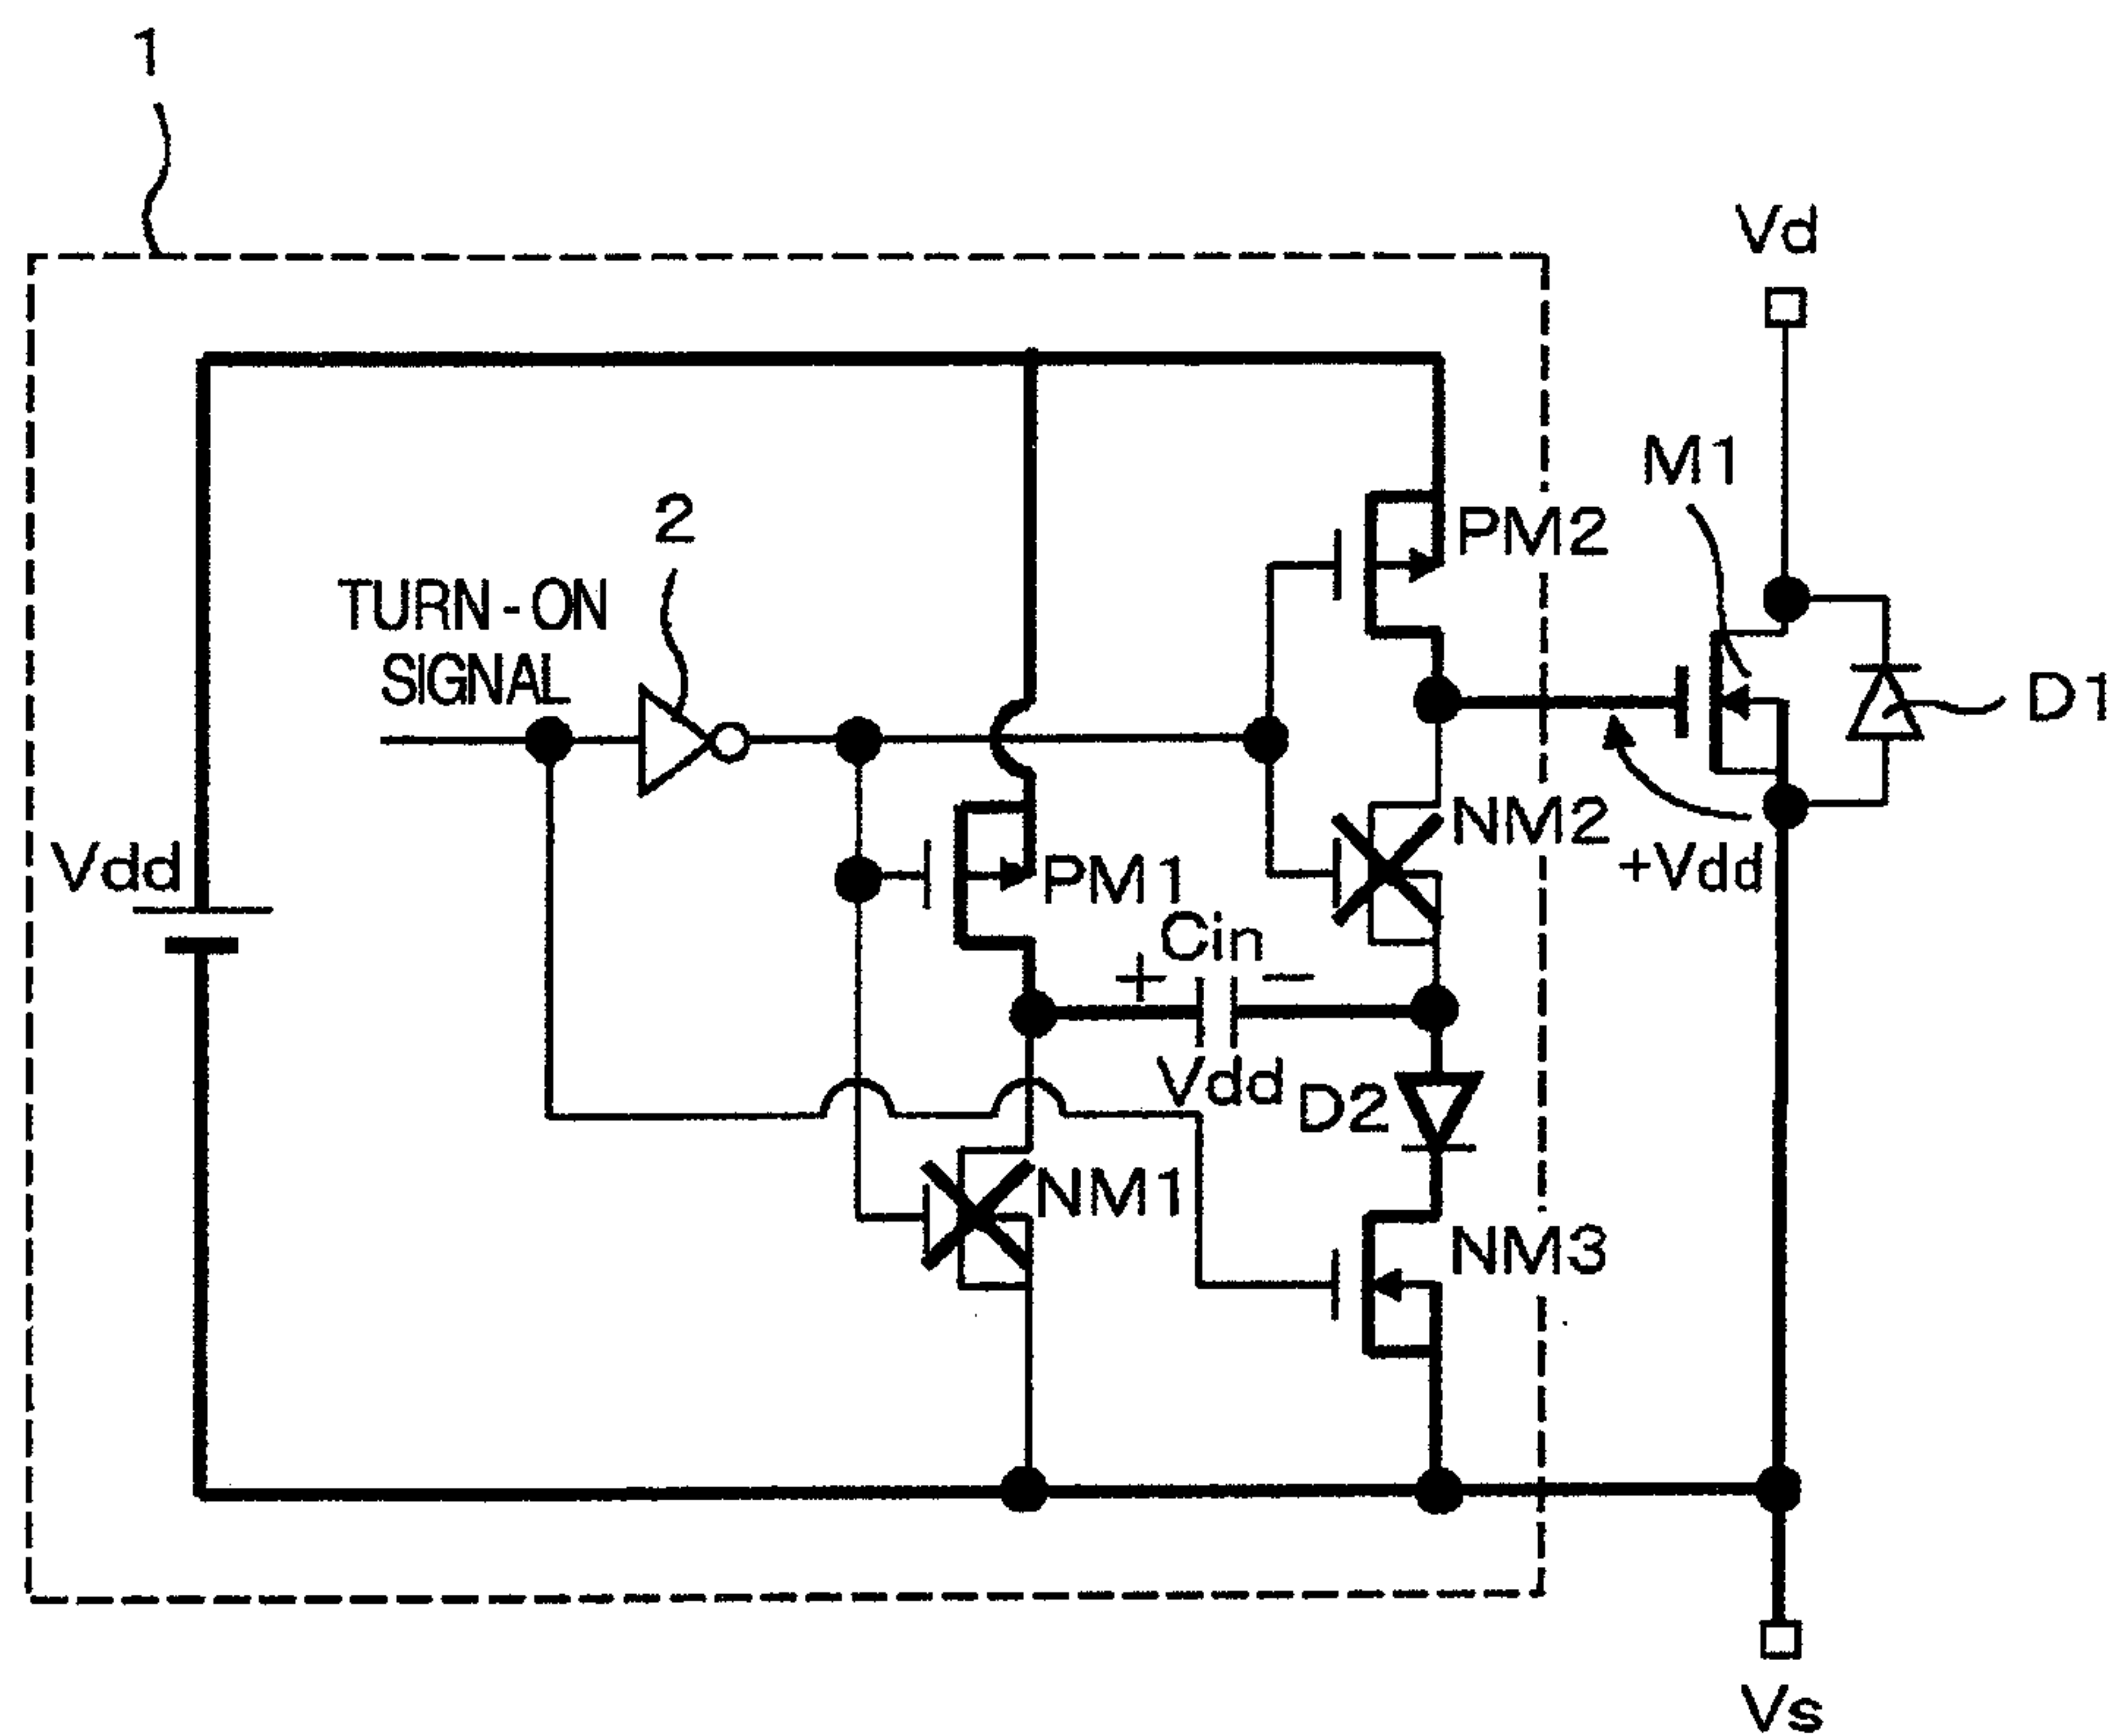 1
Vd
M1
PM2
2
TURN-ON
SIGNAL
D1
NM2
Vdd
PM1
+Vdd
Cin
+ −
Vdd
D2
NM1
NM3
Vs